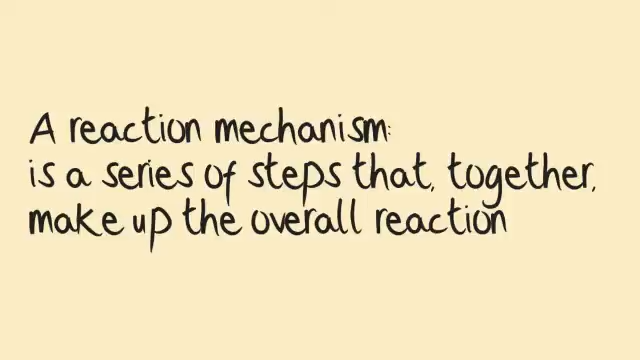 A reaction mechanism:
is a series of steps that, together,
make up the overall reaction